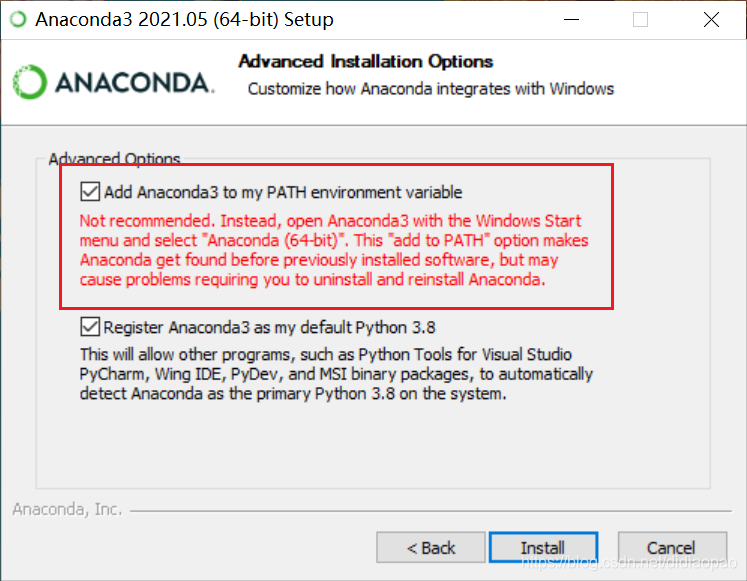 Anaconda3 2021.05 (64-bit) Setup
ANACONDA.
Advanced Installation Options
Customize how Anaconda integrates with Windows
Advanced Options
Add Anaconda3 to my PATH environment variable
Not recommended. Instead, open Anaconda3 with the Windows Start
menu and select "Anaconda (64-bit)". This "add to PATH" option makes
Anaconda get found before previously installed software, but may
cause problems requiring you to uninstall and reinstall Anaconda.
Register Anaconda3 as my default Python 3.8
This will allow other programs, such as Python Tools for Visual Studio
PyCharm, Wing IDE, PyDev, and MSI binary packages, to automatically
detect Anaconda as the primary Python 3.8 on the system.
Anaconda, Inc.
< Back
Install
Cancel
https://blog.csdn.net/didiaopao